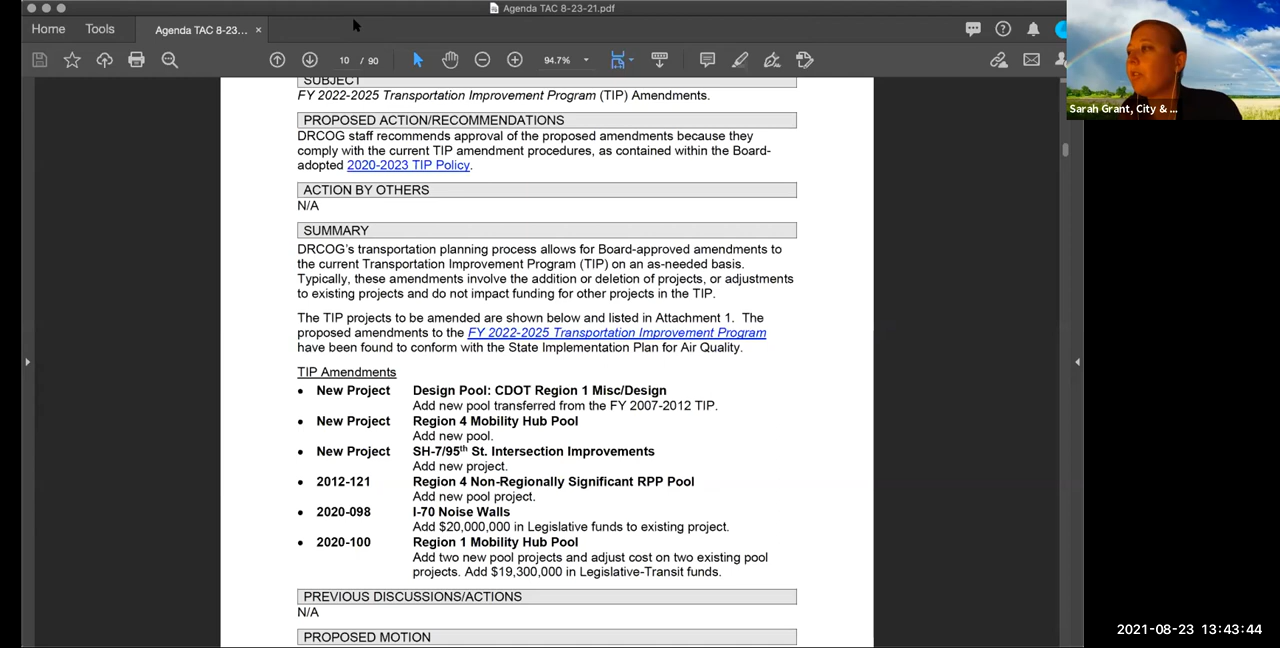 Agenda TAC 8-23-21.pdf
Home
Tools
Agenda TAC 8-23... ×
10 / 90
94.7%
Sarah Grant, City & ...
SUBJECT
FY 2022-2025 Transportation Improvement Program (TIP) Amendments.
PROPOSED ACTION/RECOMMENDATIONS
DRCOG staff recommends approval of the proposed amendments because they
comply with the current TIP amendment procedures, as contained within the Board-
adopted 2020-2023 TIP Policy.
ACTION BY OTHERS
N/A
SUMMARY
DRCOG's transportation planning process allows for Board-approved amendments to
the current Transportation Improvement Program (TIP) on an as-needed basis.
Typically, these amendments involve the addition or deletion of projects, or adjustments
to existing projects and do not impact funding for other projects in the TIP.
The TIP projects to be amended are shown below and listed in Attachment 1. The
proposed amendments to the FY 2022-2025 Transportation Improvement Program
have been found to conform with the State Implementation Plan for Air Quality.
TIP Amendments
• New Project Design Pool: CDOT Region 1 Misc/Design
Add new pool transferred from the FY 2007-2012 TIP.
• New Project Region 4 Mobility Hub Pool
Add new pool.
• New Project SH-7/95th St. Intersection Improvements
Add new project.
• 2012-121 Region 4 Non-Regionally Significant RPP Pool
Add new pool project.
• 2020-098 I-70 Noise Walls
Add $20,000,000 in Legislative funds to existing project.
• 2020-100 Region 1 Mobility Hub Pool
Add two new pool projects and adjust cost on two existing pool
projects. Add $19,300,000 in Legislative-Transit funds.
PREVIOUS DISCUSSIONS/ACTIONS
N/A
PROPOSED MOTION
2021-08-23 13:43:44